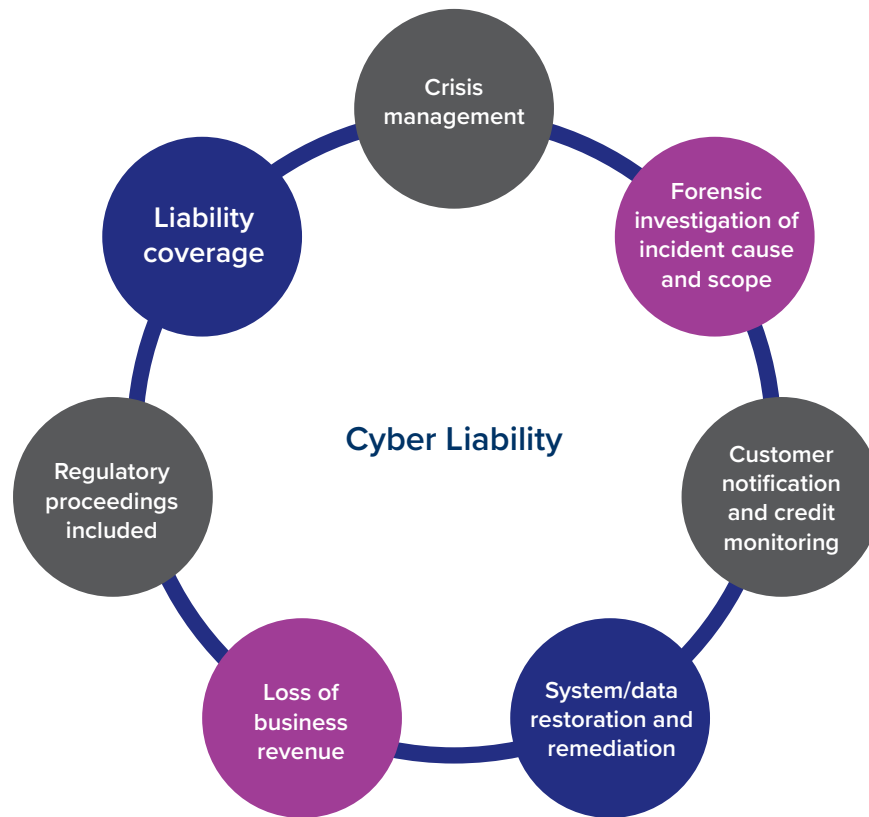 Crisis
management
Forensic
investigation of
incident cause
and scope
Customer
notification
and credit
monitoring
System/data
restoration and
remediation
Loss of
business
revenue
Regulatory
proceedings
included
Liability
coverage
Cyber Liability